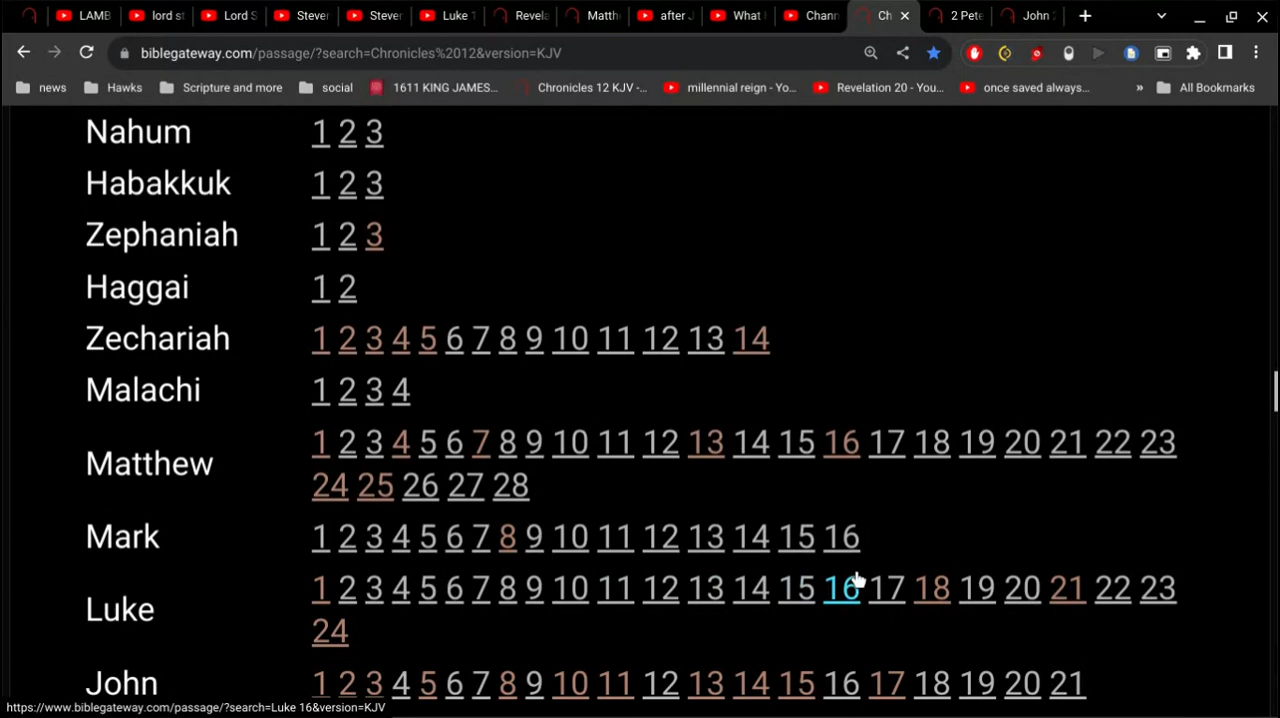 LAMB
lord st
Lord S
Steven
Steven
Luke 1
Revela
Matth
after J
What
Chann
Ch
2 Pete
John
biblegateway.com/passage/?search=Chronicles%2012&version=KJV
news
Hawks
Scripture and more
social
1611 KING JAMES...
Chronicles 12 KJV -...
millennial reign - Yo...
Revelation 20 - You...
once saved always...
»
All Bookmarks
Nahum 1 2 3
Habakkuk 1 2 3
Zephaniah 1 2 3
Haggai 1 2
Zechariah 1 2 3 4 5 6 7 8 9 10 11 12 13 14
Malachi 1 2 3 4
Matthew 1 2 3 4 5 6 7 8 9 10 11 12 13 14 15 16 17 18 19 20 21 22 23
24 25 26 27 28
Mark 1 2 3 4 5 6 7 8 9 10 11 12 13 14 15 16
Luke 1 2 3 4 5 6 7 8 9 10 11 12 13 14 15 16 17 18 19 20 21 22 23
24
John 1 2 3 4 5 6 7 8 9 10 11 12 13 14 15 16 17 18 19 20 21
https://www.biblegateway.com/passage/?search=Luke 16&version=KJV